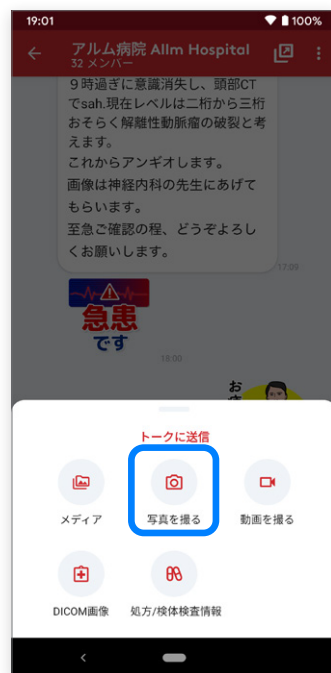 19:01 100%
アルム病院 Allm Hospital
32 メンバー
9時過ぎに意識消失し、頭部CT
でsah.現在レベルは二桁から三桁
おそらく解離性動脈瘤の破裂と考
えます。
これからアンギオします。
画像は神経内科の先生にあげて
もらいます。
至急ご確認の程、どうぞよろし
くお願いします。
17:09
急患
です
18:00
お
トークに送信
メディア 写真を撮る 動画を撮る
DICOM画像 処方/検体検査情報